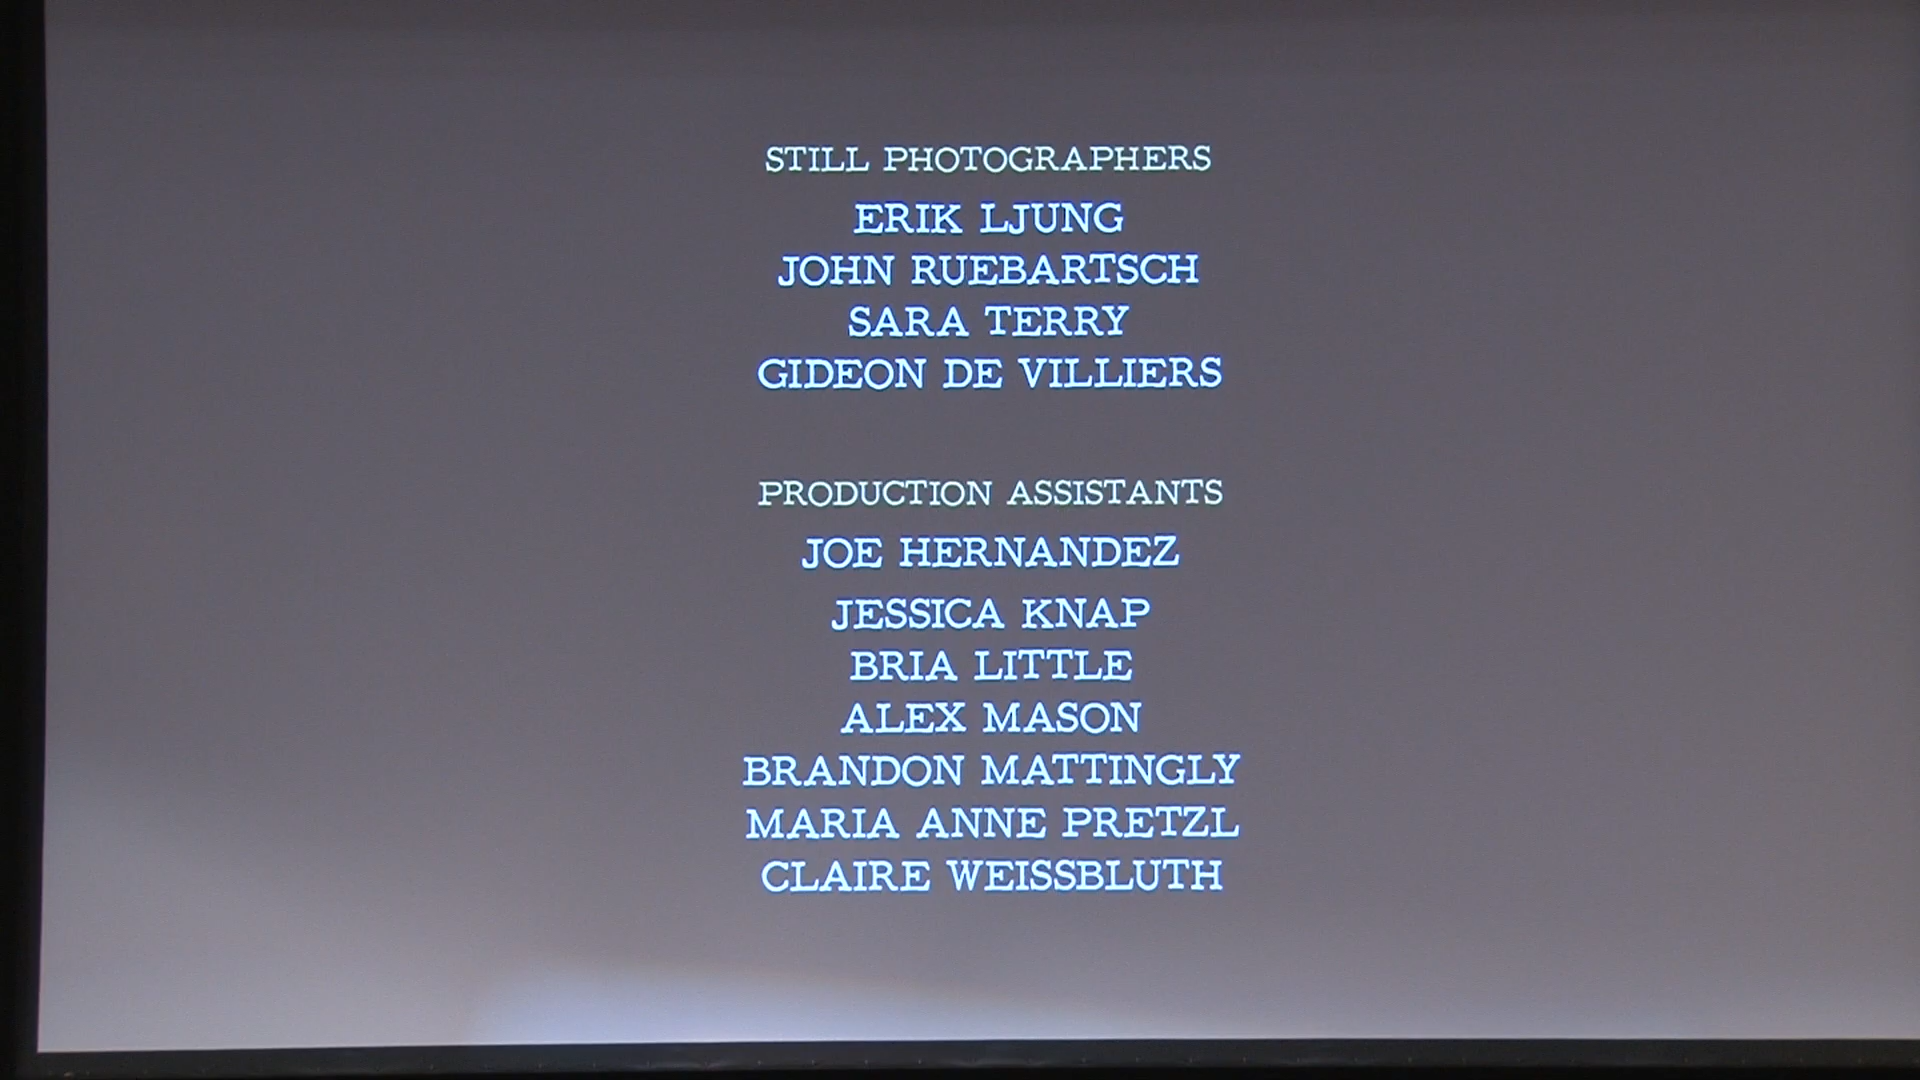 STILL PHOTOGRAPHERS
ERIK LJUNG
JOHN RUEBARTSCH
SARA TERRY
GIDEON DE VILLIERS
PRODUCTION ASSISTANTS
JOE HERNANDEZ
JESSICA KNAP
BRIA LITTLE
ALEX MASON
BRANDON MATTINGLY
MARIA ANNE PRETZL
CLAIRE WEISSBLUTH